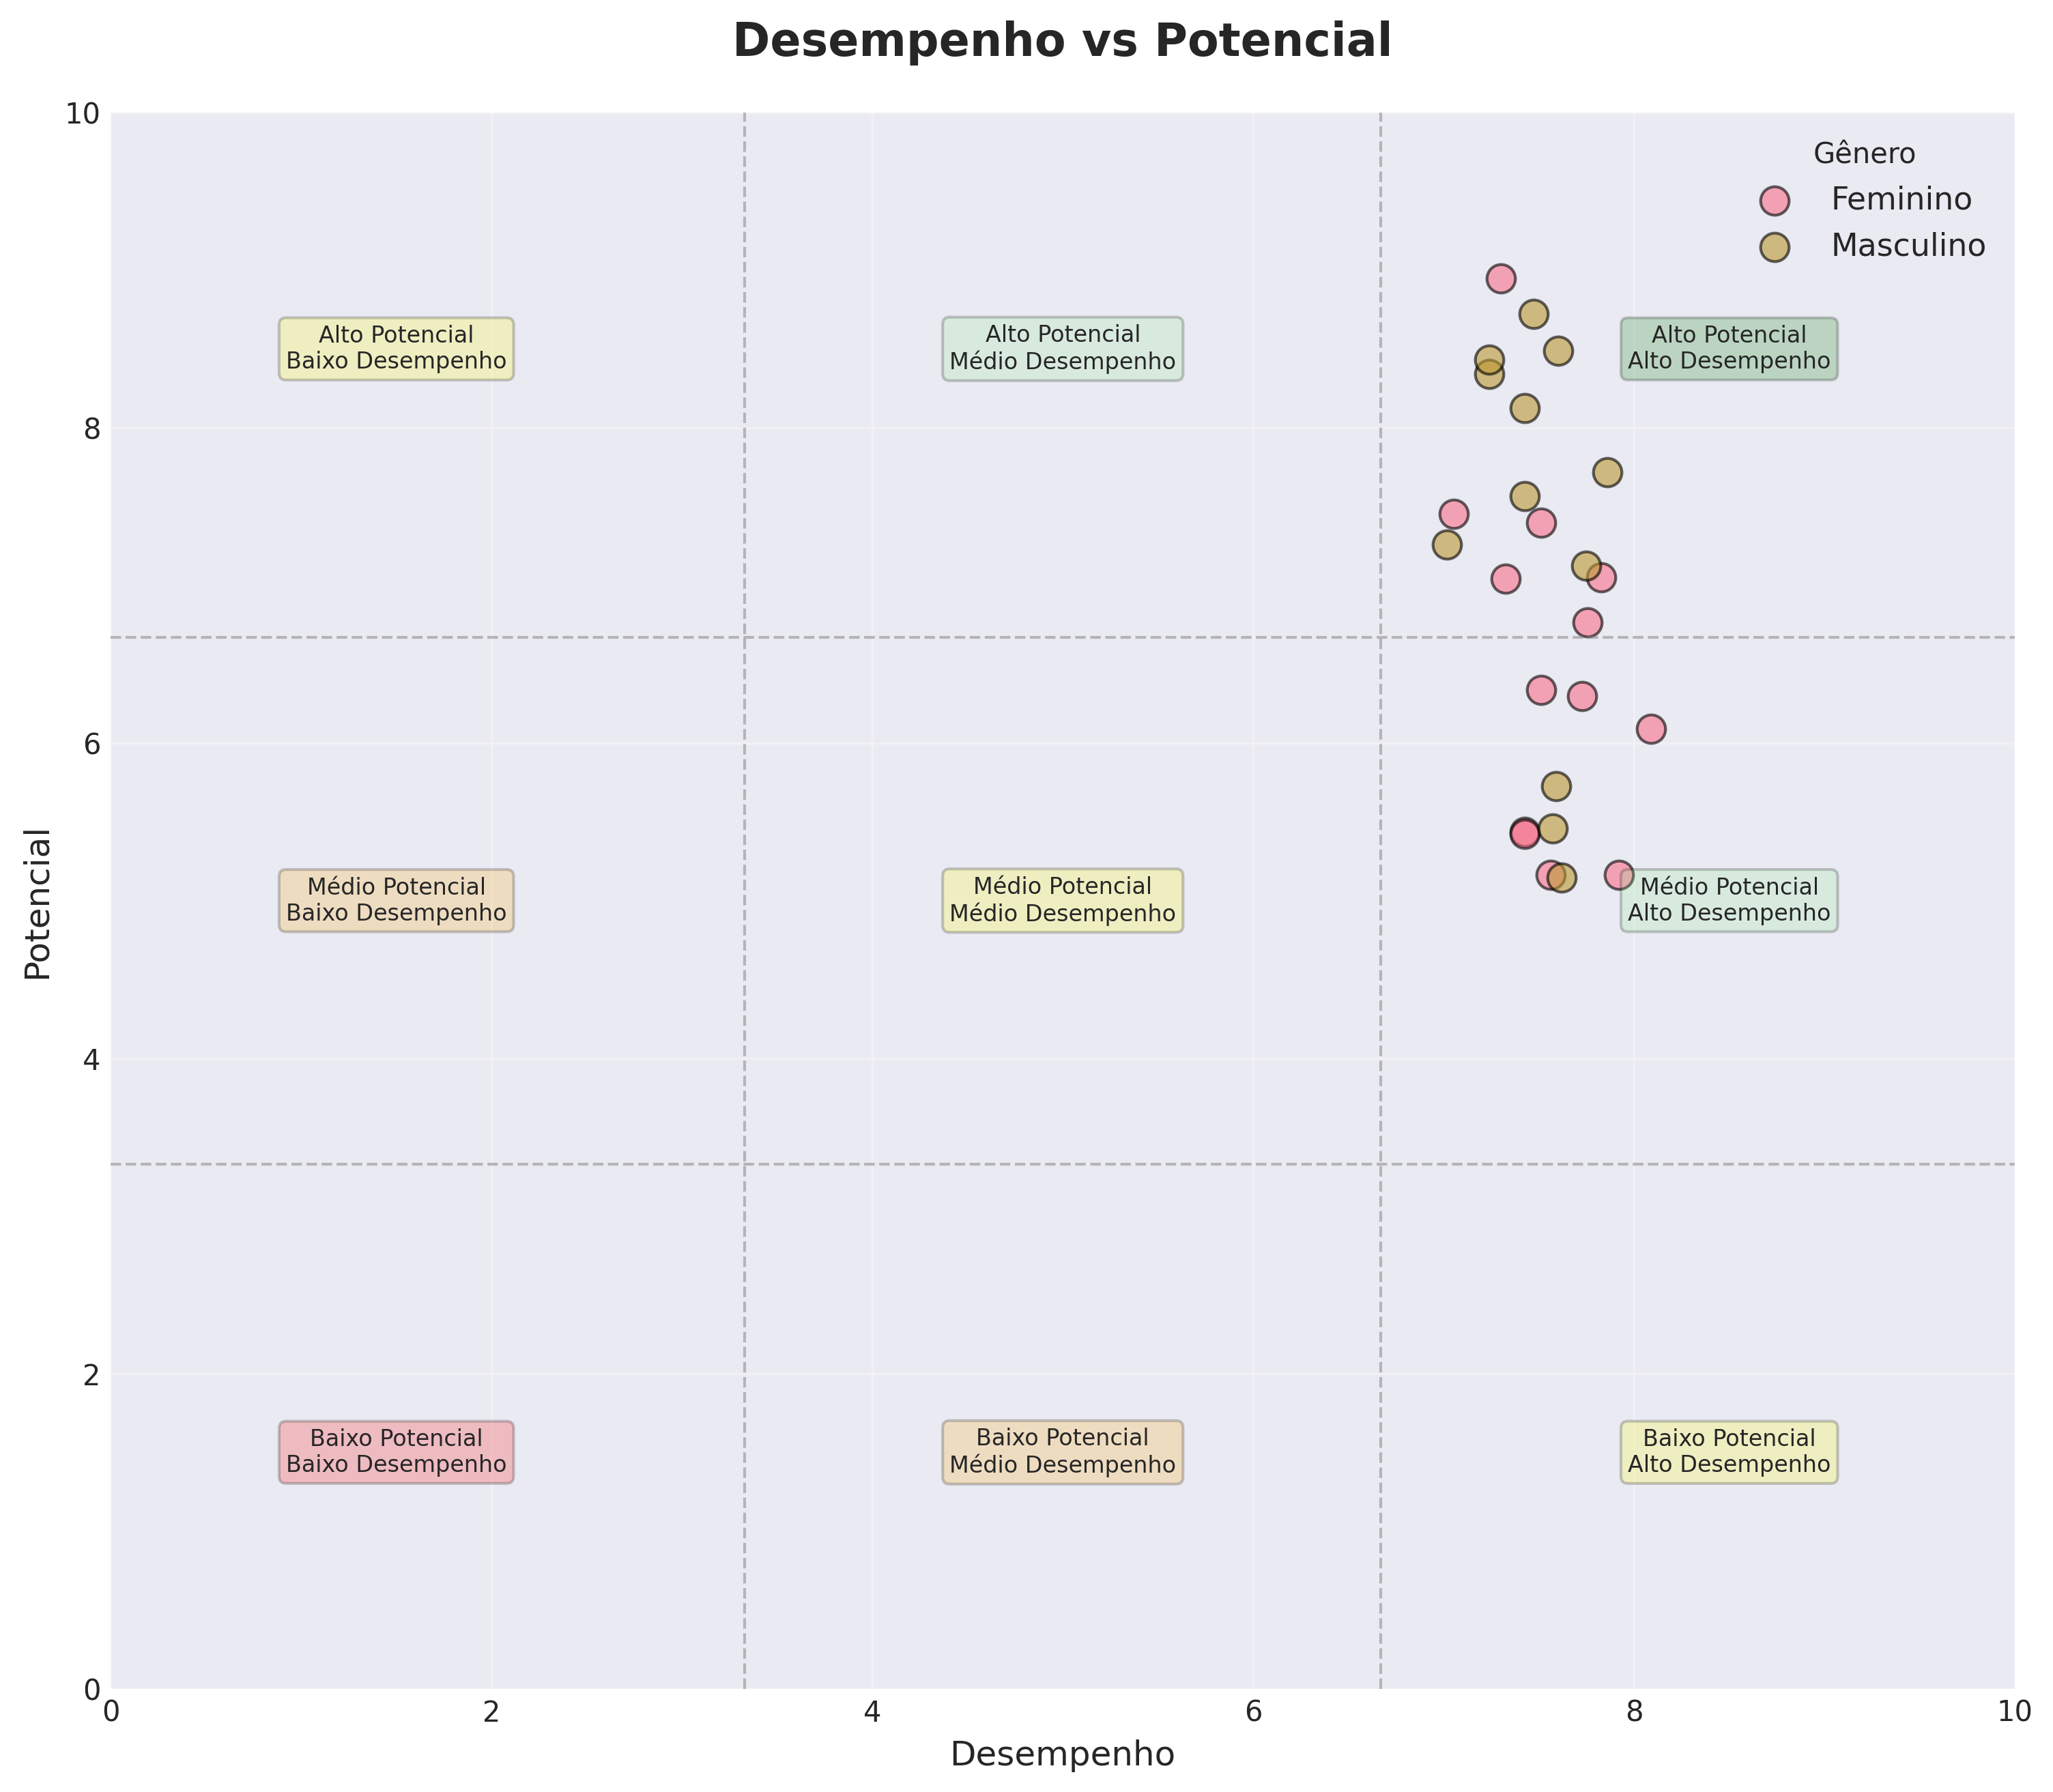 Desempenho vs Potencial
10
8
6
4
2
0
Potencial
Gênero
Feminino
Masculino
Alto Potencial
Baixo Desempenho
Alto Potencial
Médio Desempenho
Alto Potencial
Alto Desempenho
Médio Potencial
Baixo Desempenho
Médio Potencial
Médio Desempenho
Médio Potencial
Alto Desempenho
Baixo Potencial
Baixo Desempenho
Baixo Potencial
Médio Desempenho
Baixo Potencial
Alto Desempenho
0 2 4 6 8 10
Desempenho